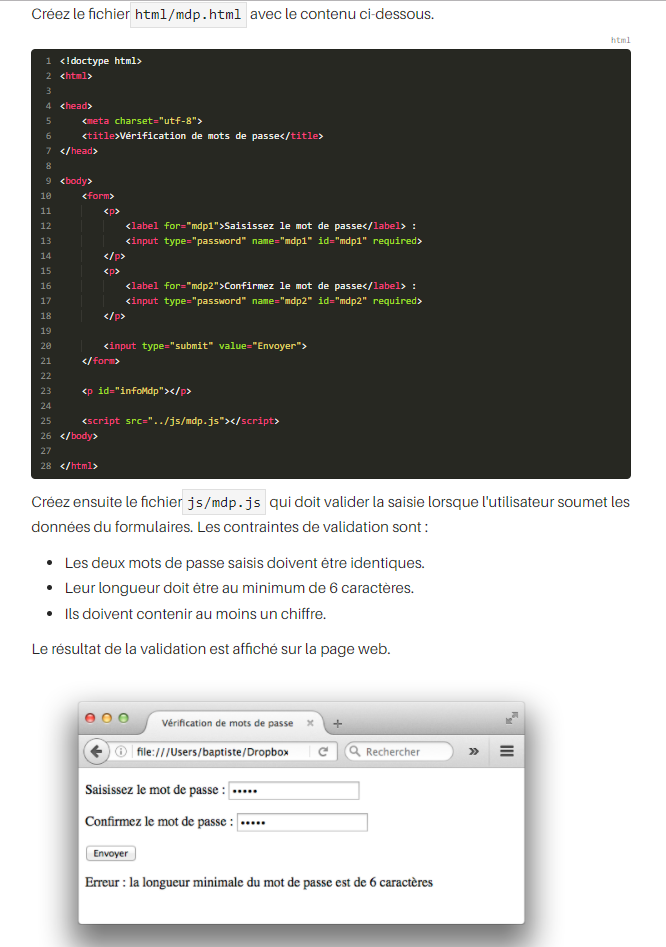 Créez le fichier html/mdp.html avec le contenu ci-dessous.
html
1 <!doctype html>
2 <html>
3
4 <head>
5     <meta charset="utf-8">
6     <title>Vérification de mots de passe</title>
7 </head>
8
9 <body>
10     <form>
11         <p>
12             <label for="mdp1">Saisissez le mot de passe</label> :
13             <input type="password" name="mdp1" id="mdp1" required>
14         </p>
15         <p>
16             <label for="mdp2">Confirmez le mot de passe</label> :
17             <input type="password" name="mdp2" id="mdp2" required>
18         </p>
19
20         <input type="submit" value="Envoyer">
21     </form>
22
23     <p id="infoMdp"></p>
24
25     <script src="../js/mdp.js"></script>
26 </body>
27
28 </html>
Créez ensuite le fichier js/mdp.js qui doit valider la saisie lorsque l'utilisateur soumet les
données du formulaires. Les contraintes de validation sont :
• Les deux mots de passe saisis doivent être identiques.
• Leur longueur doit être au minimum de 6 caractères.
• Ils doivent contenir au moins un chiffre.
Le résultat de la validation est affiché sur la page web.
Vérification de mots de passe × +
file:///Users/baptiste/Dropbox Rechercher »
Saisissez le mot de passe : •••••
Confirmez le mot de passe : •••••
Envoyer
Erreur : la longueur minimale du mot de passe est de 6 caractères